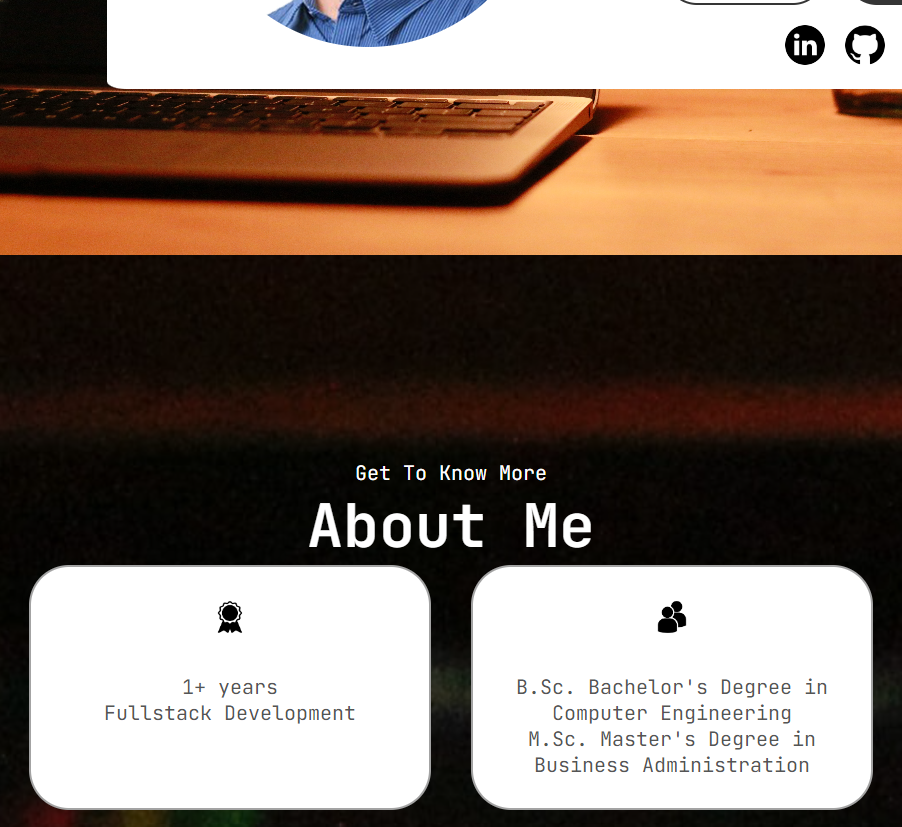 in
Get To Know More
About Me
1+ years
Fullstack Development
B.Sc. Bachelor's Degree in
Computer Engineering
M.Sc. Master's Degree in
Business Administration